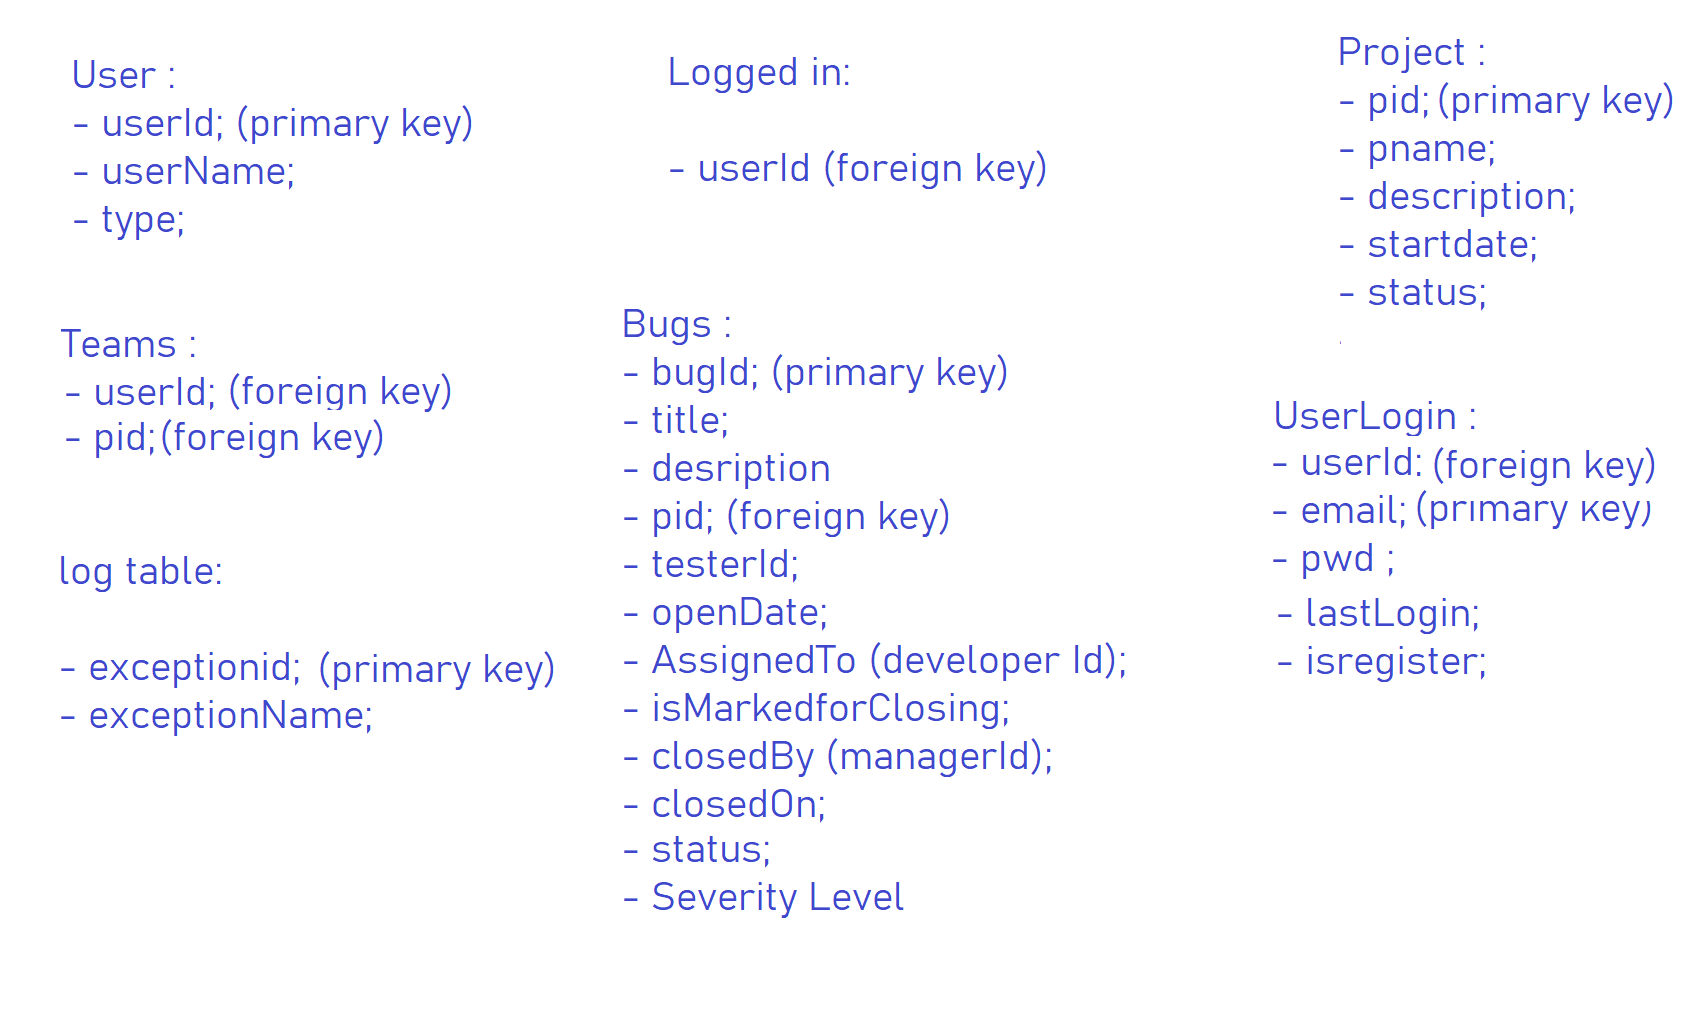 User :
- userId; (primary key)
- userName;
- type;
Teams :
- userId; (foreign key)
- pid;(foreign key)
log table:
- exceptionid; (primary key)
- exceptionName;
Logged in:
- userId (foreign key)
Bugs :
- bugId; (primary key)
- title;
- desription
- pid; (foreign key)
- testerId;
- openDate;
- AssignedTo (developer Id);
- isMarkedforClosing;
- closedBy (managerId);
- closedOn;
- status;
- Severity Level
Project :
- pid; (primary key)
- pname;
- description;
- startdate;
- status;
UserLogin :
- userId: (foreign key)
- email; (primary key)
- pwd ;
- lastLogin;
- isregister;